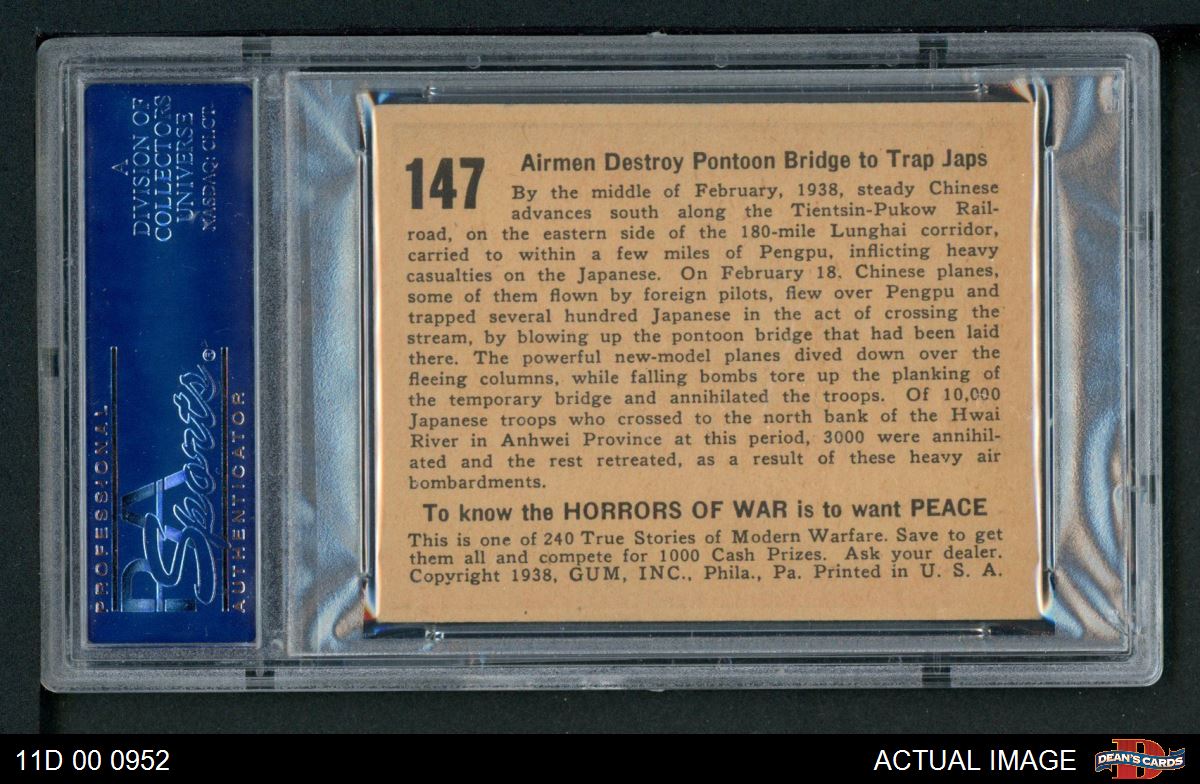 A
DIVISION OF
COLLECTORS
UNIVERSE
NASDAQ: CLCT
PROFESSIONAL
PSA
Sports®
AUTHENTICATOR
147
Airmen Destroy Pontoon Bridge to Trap Japs
By the middle of February, 1938, steady Chinese
advances south along the Tientsin-Pukow Rail-
road, on the eastern side of the 180-mile Lunghai corridor,
carried to within a few miles of Pengpu, inflicting heavy
casualties on the Japanese. On February 18, Chinese planes,
some of them flown by foreign pilots, flew over Pengpu and
trapped several hundred Japanese in the act of crossing the
stream, by blowing up the pontoon bridge that had been laid
there. The powerful new-model planes dived down over the
fleeing columns, while falling bombs tore up the planking of
the temporary bridge and annihilated the troops. Of 10,000
Japanese troops who crossed to the north bank of the Hwai
River in Anhwei Province at this period, 3000 were annihil-
ated and the rest retreated, as a result of these heavy air
bombardments.
To know the HORRORS OF WAR is to want PEACE
This is one of 240 True Stories of Modern Warfare. Save to get
them all and compete for 1000 Cash Prizes. Ask your dealer.
Copyright 1938, GUM, INC., Phila., Pa. Printed in U. S. A.
11D 00 0952
ACTUAL IMAGE
D
DEAN'S CARDS